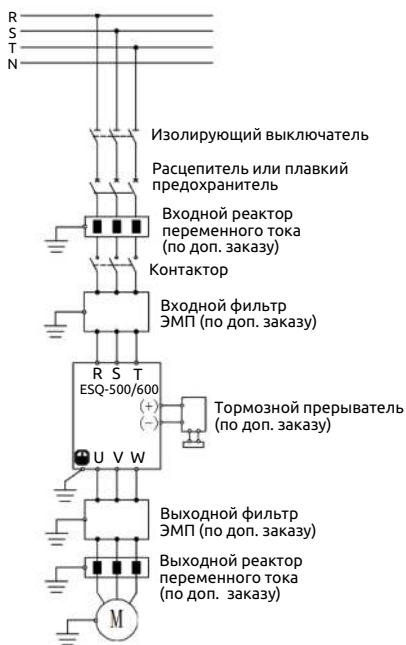 R
S
T
N
Изолирующий выключатель
Расцепитель или плавкий
предохранитель
Входной реактор
переменного тока
(по доп. заказу)
Контактор
Входной фильтр
ЭМП (по доп. заказу)
R S T
ESQ-500/600
(+)
(−)
Тормозной прерыватель
(по доп. заказу)
U V W
Выходной фильтр
ЭМП (по доп. заказу)
Выходной реактор
переменного тока
(по доп. заказу)
M